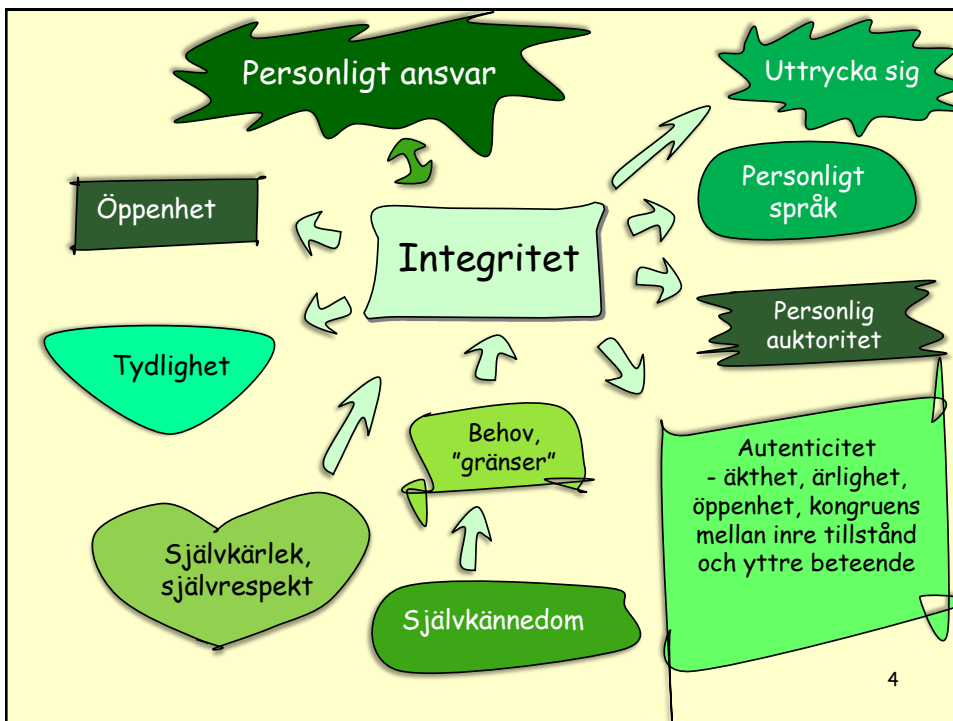 Personligt ansvar
Uttrycka sig
Öppenhet
Personligt
språk
Integritet
Personlig
auktoritet
Tydlighet
Behov,
”gränser”
Autenticitet
- äkthet, ärlighet,
öppenhet, kongruens
mellan inre tillstånd
och yttre beteende
Självkärlek,
självrespekt
Självkännedom
4